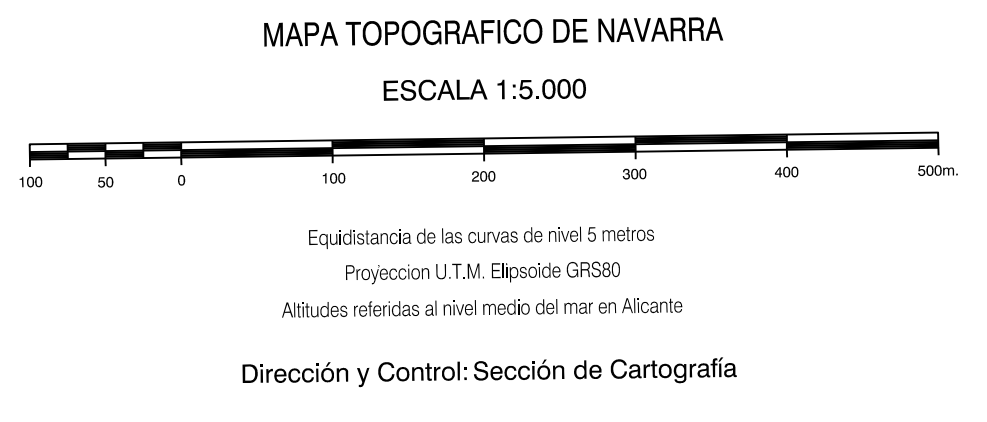 MAPA TOPOGRAFICO DE NAVARRA
ESCALA 1:5.000
100 50 0 100 200 300 400 500m.
Equidistancia de las curvas de nivel 5 metros
Proyeccion U.T.M. Elipsoide GRS80
Altitudes referidas al nivel medio del mar en Alicante
Dirección y Control: Sección de Cartografía